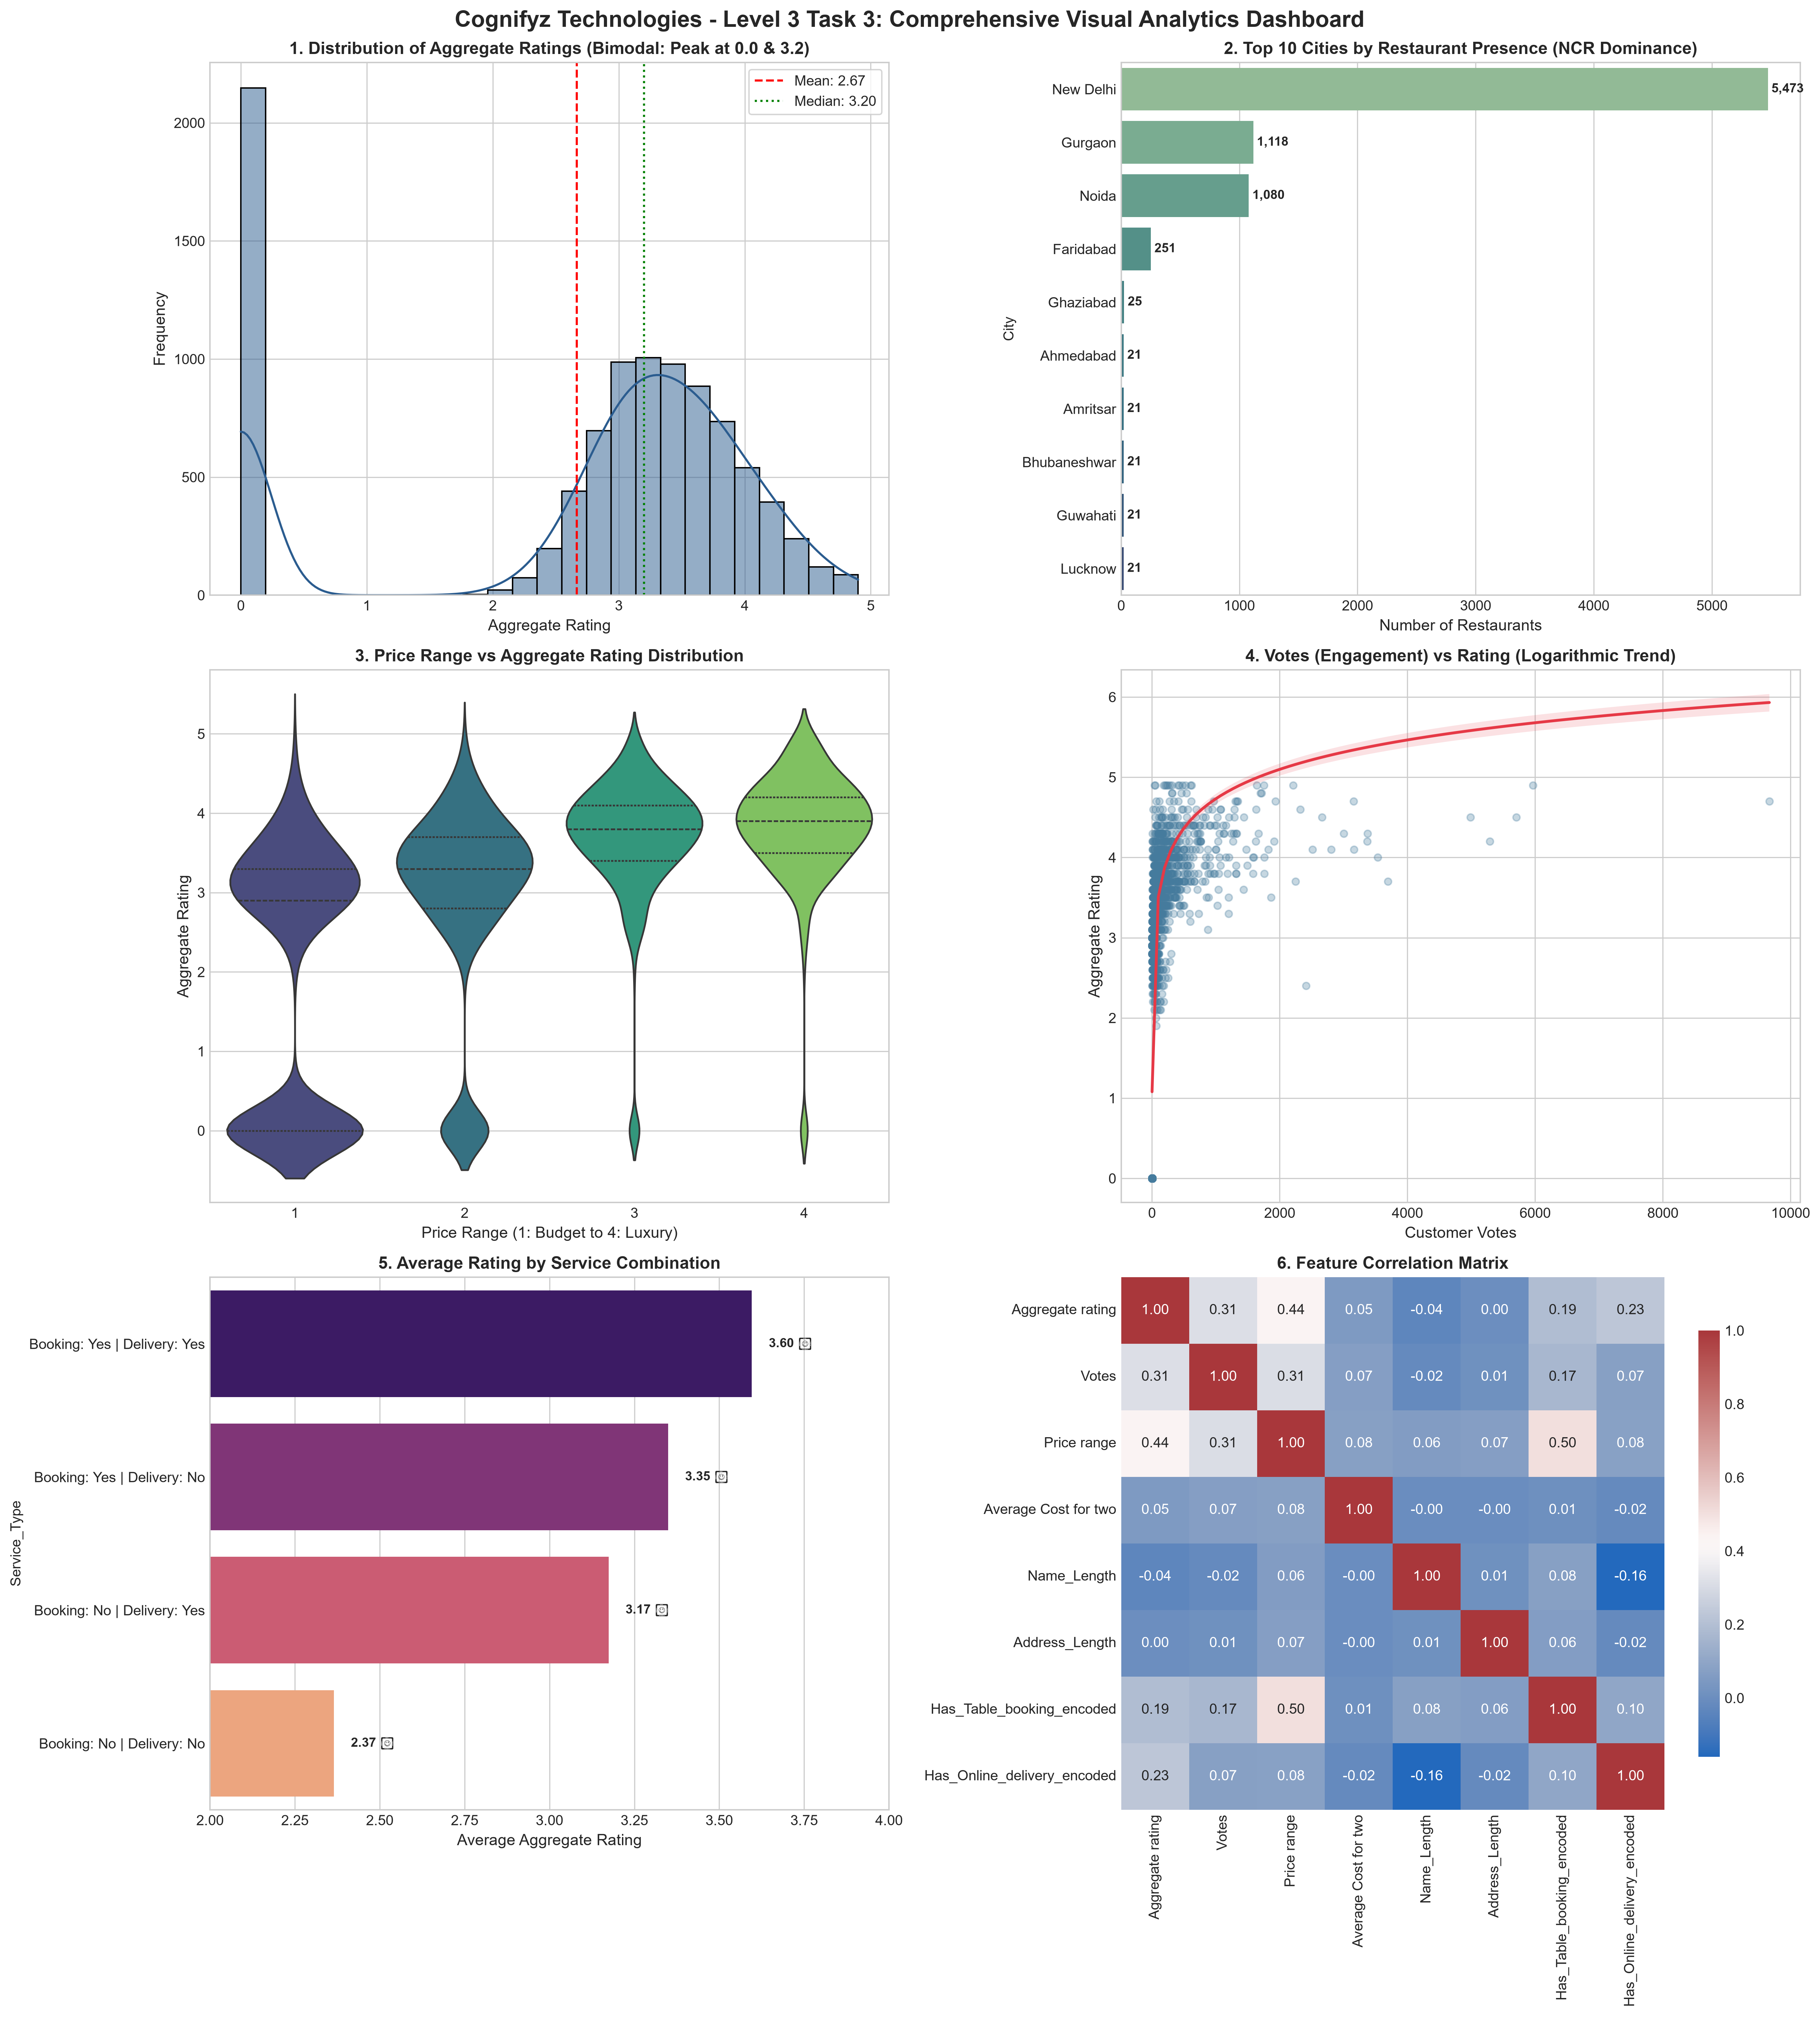 Cognifyz Technologies - Level 3 Task 3: Comprehensive Visual Analytics Dashboard
1. Distribution of Aggregate Ratings (Bimodal: Peak at 0.0 & 3.2)
Mean: 2.67
Median: 3.20
Frequency
2000
1500
1000
500
0
0 1 2 3 4 5
Aggregate Rating
2. Top 10 Cities by Restaurant Presence (NCR Dominance)
City
New Delhi 5,473
Gurgaon 1,118
Noida 1,080
Faridabad 251
Ghaziabad 25
Ahmedabad 21
Amritsar 21
Bhubaneshwar 21
Guwahati 21
Lucknow 21
0 1000 2000 3000 4000 5000
Number of Restaurants
3. Price Range vs Aggregate Rating Distribution
Aggregate Rating
5
4
3
2
1
0
1 2 3 4
Price Range (1: Budget to 4: Luxury)
4. Votes (Engagement) vs Rating (Logarithmic Trend)
Aggregate Rating
6
5
4
3
2
1
0
0 2000 4000 6000 8000 10000
Customer Votes
5. Average Rating by Service Combination
Service_Type
Booking: Yes | Delivery: Yes 3.60
Booking: Yes | Delivery: No 3.35
Booking: No | Delivery: Yes 3.17
Booking: No | Delivery: No 2.37
2.00 2.25 2.50 2.75 3.00 3.25 3.50 3.75 4.00
Average Aggregate Rating
6. Feature Correlation Matrix
Aggregate rating 1.00 0.31 0.44 0.05 -0.04 0.00 0.19 0.23
Votes 0.31 1.00 0.31 0.07 -0.02 0.01 0.17 0.07
Price range 0.44 0.31 1.00 0.08 0.06 0.07 0.50 0.08
Average Cost for two 0.05 0.07 0.08 1.00 -0.00 -0.00 0.01 -0.02
Name_Length -0.04 -0.02 0.06 -0.00 1.00 0.01 0.08 -0.16
Address_Length 0.00 0.01 0.07 -0.00 0.01 1.00 0.06 -0.02
Has_Table_booking_encoded 0.19 0.17 0.50 0.01 0.08 0.06 1.00 0.10
Has_Online_delivery_encoded 0.23 0.07 0.08 -0.02 -0.16 -0.02 0.10 1.00
Aggregate rating
Votes
Price range
Average Cost for two
Name_Length
Address_Length
Has_Table_booking_encoded
Has_Online_delivery_encoded
1.0
0.8
0.6
0.4
0.2
0.0